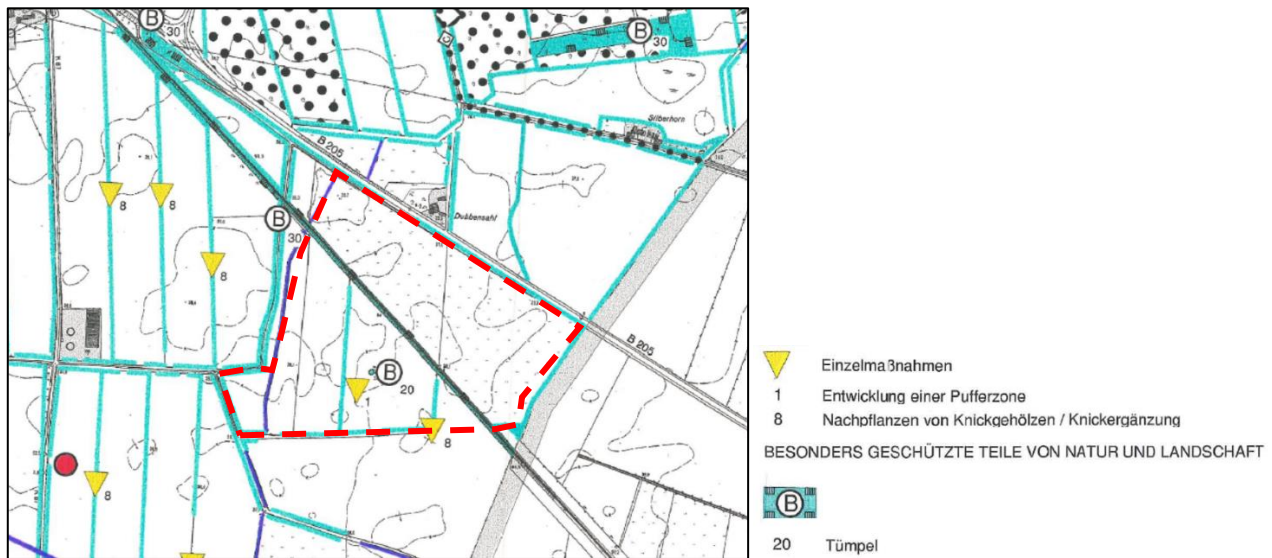 B
30
B
30
Silberhorn
B 205
8
8
B
30
Dubbensahl
8
B 205
B
20
1
8
8
Einzelmaßnahmen
1 Entwicklung einer Pufferzone
8 Nachpflanzen von Knickgehölzen / Knickergänzung
BESONDERS GESCHÜTZTE TEILE VON NATUR UND LANDSCHAFT
B
20 Tümpel